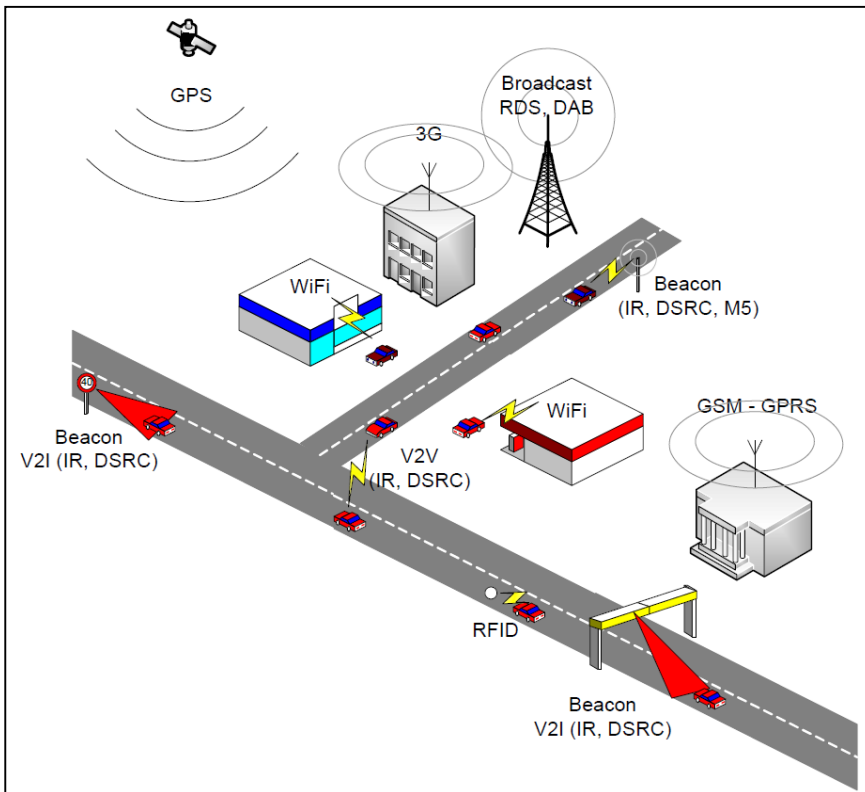 GPS
Broadcast
RDS, DAB
3G
WiFi
Beacon
(IR, DSRC, M5)
40
WiFi
GSM - GPRS
Beacon
V2I (IR, DSRC)
V2V
(IR, DSRC)
RFID
Beacon
V2I (IR, DSRC)